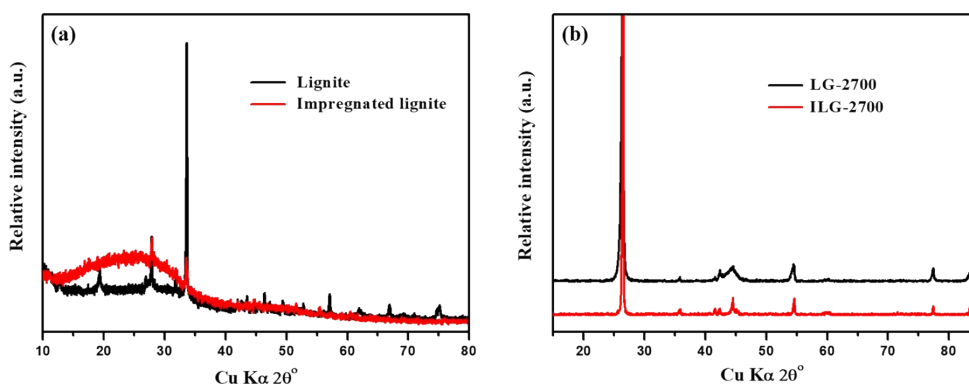 (a)
Lignite
Impregnated lignite
Relative intensity (a.u.)
10 20 30 40 50 60 70 80
Cu Kα 2θ°
(b)
LG-2700
ILG-2700
Relative intensity (a.u.)
20 30 40 50 60 70 80
Cu Kα 2θ°